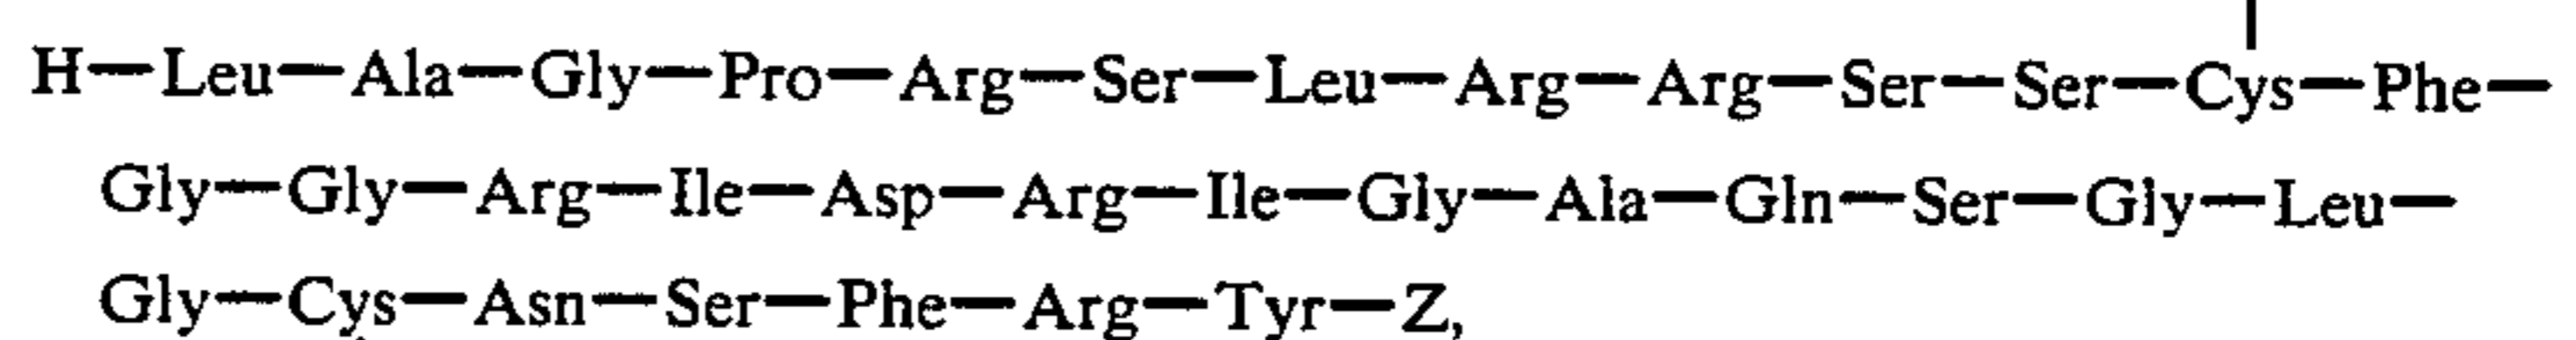 H—Leu—Ala—Gly—Pro—Arg—Ser—Leu—Arg—Arg—Ser—Ser—Cys—Phe—
Gly—Gly—Arg—Ile—Asp—Arg—Ile—Gly—Ala—Gln—Ser—Gly—Leu—
Gly—Cys—Asn—Ser—Phe—Arg—Tyr—Z,